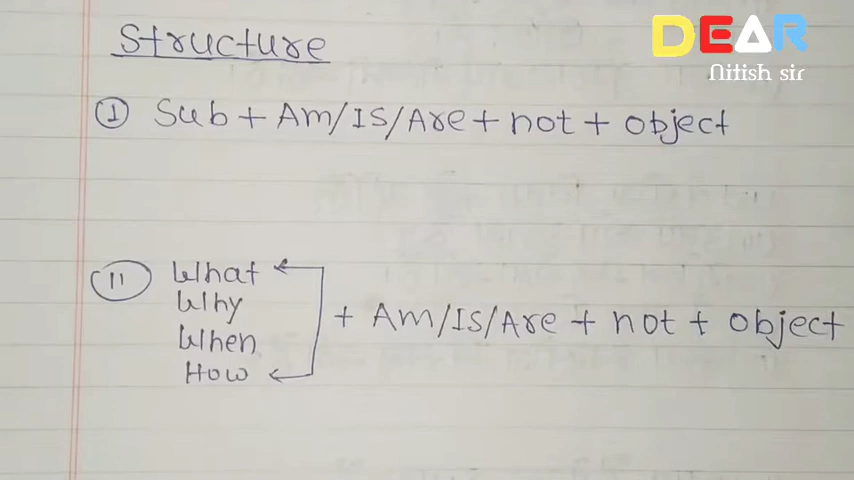 DEAR
Nitish sir
Structure
① Sub + Am/IS/Are + not + object
⑪ What
Why
When
How
+ Am/IS/Are + not + object